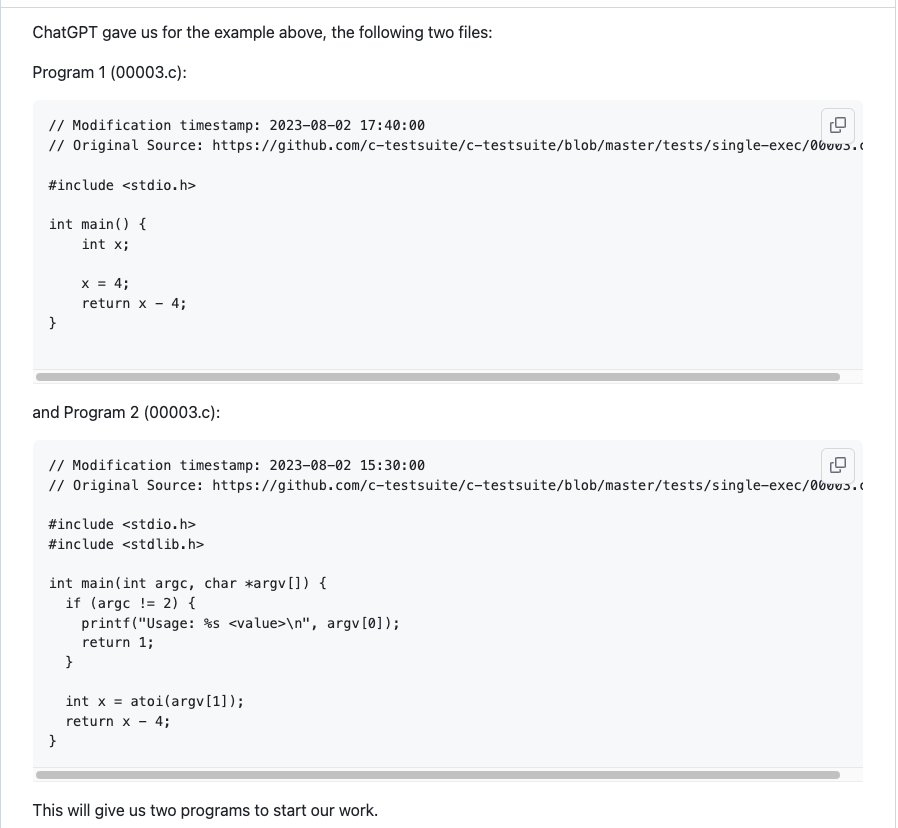 ChatGPT gave us for the example above, the following two files:
Program 1 (00003.c):
// Modification timestamp: 2023-08-02 17:40:00
// Original Source: https://github.com/c-testsuite/c-testsuite/blob/master/tests/single-exec/00003.c
#include <stdio.h>
int main() {
    int x;
    x = 4;
    return x - 4;
}
and Program 2 (00003.c):
// Modification timestamp: 2023-08-02 15:30:00
// Original Source: https://github.com/c-testsuite/c-testsuite/blob/master/tests/single-exec/00003.c
#include <stdio.h>
#include <stdlib.h>
int main(int argc, char *argv[]) {
  if (argc != 2) {
    printf("Usage: %s <value>\n", argv[0]);
    return 1;
  }
  int x = atoi(argv[1]);
  return x - 4;
}
This will give us two programs to start our work.